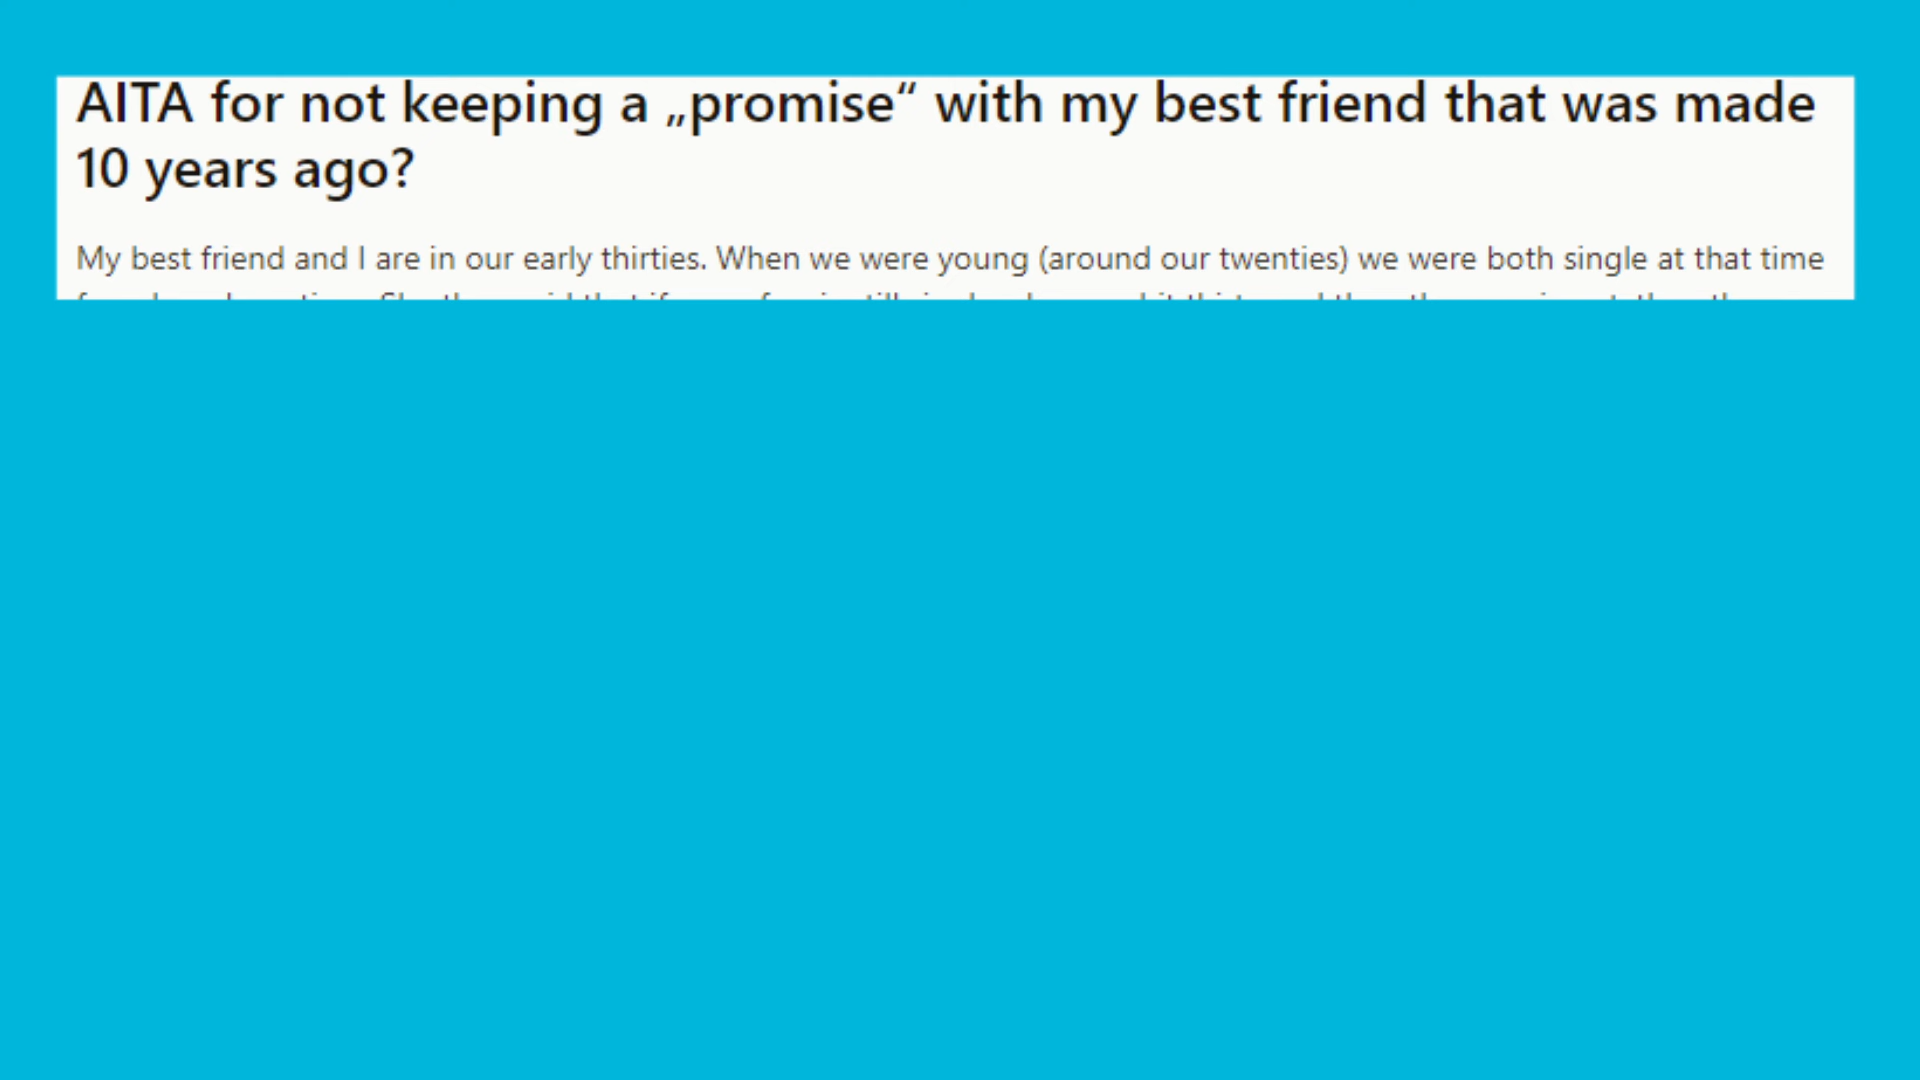 AITA for not keeping a „promise“ with my best friend that was made
10 years ago?
My best friend and I are in our early thirties. When we were young (around our twenties) we were both single at that time